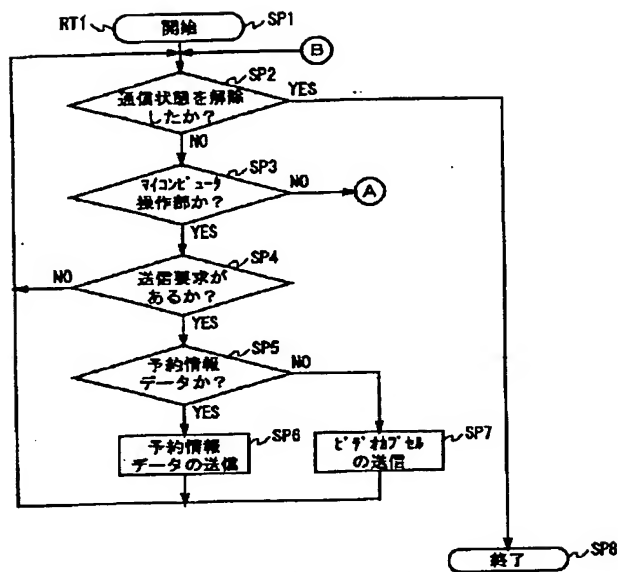 RT1
開始
SP1
B
SP2
通信状態を解除
したか?
YES
NO
SP3
マイコンピュータ
操作部か?
NO
A
YES
SP4
送信要求が
あるか?
NO
YES
SP5
予約情報
データか?
NO
YES
予約情報
データの送信
SP6
ビデオカプセル
の送信
SP7
終了
SP8